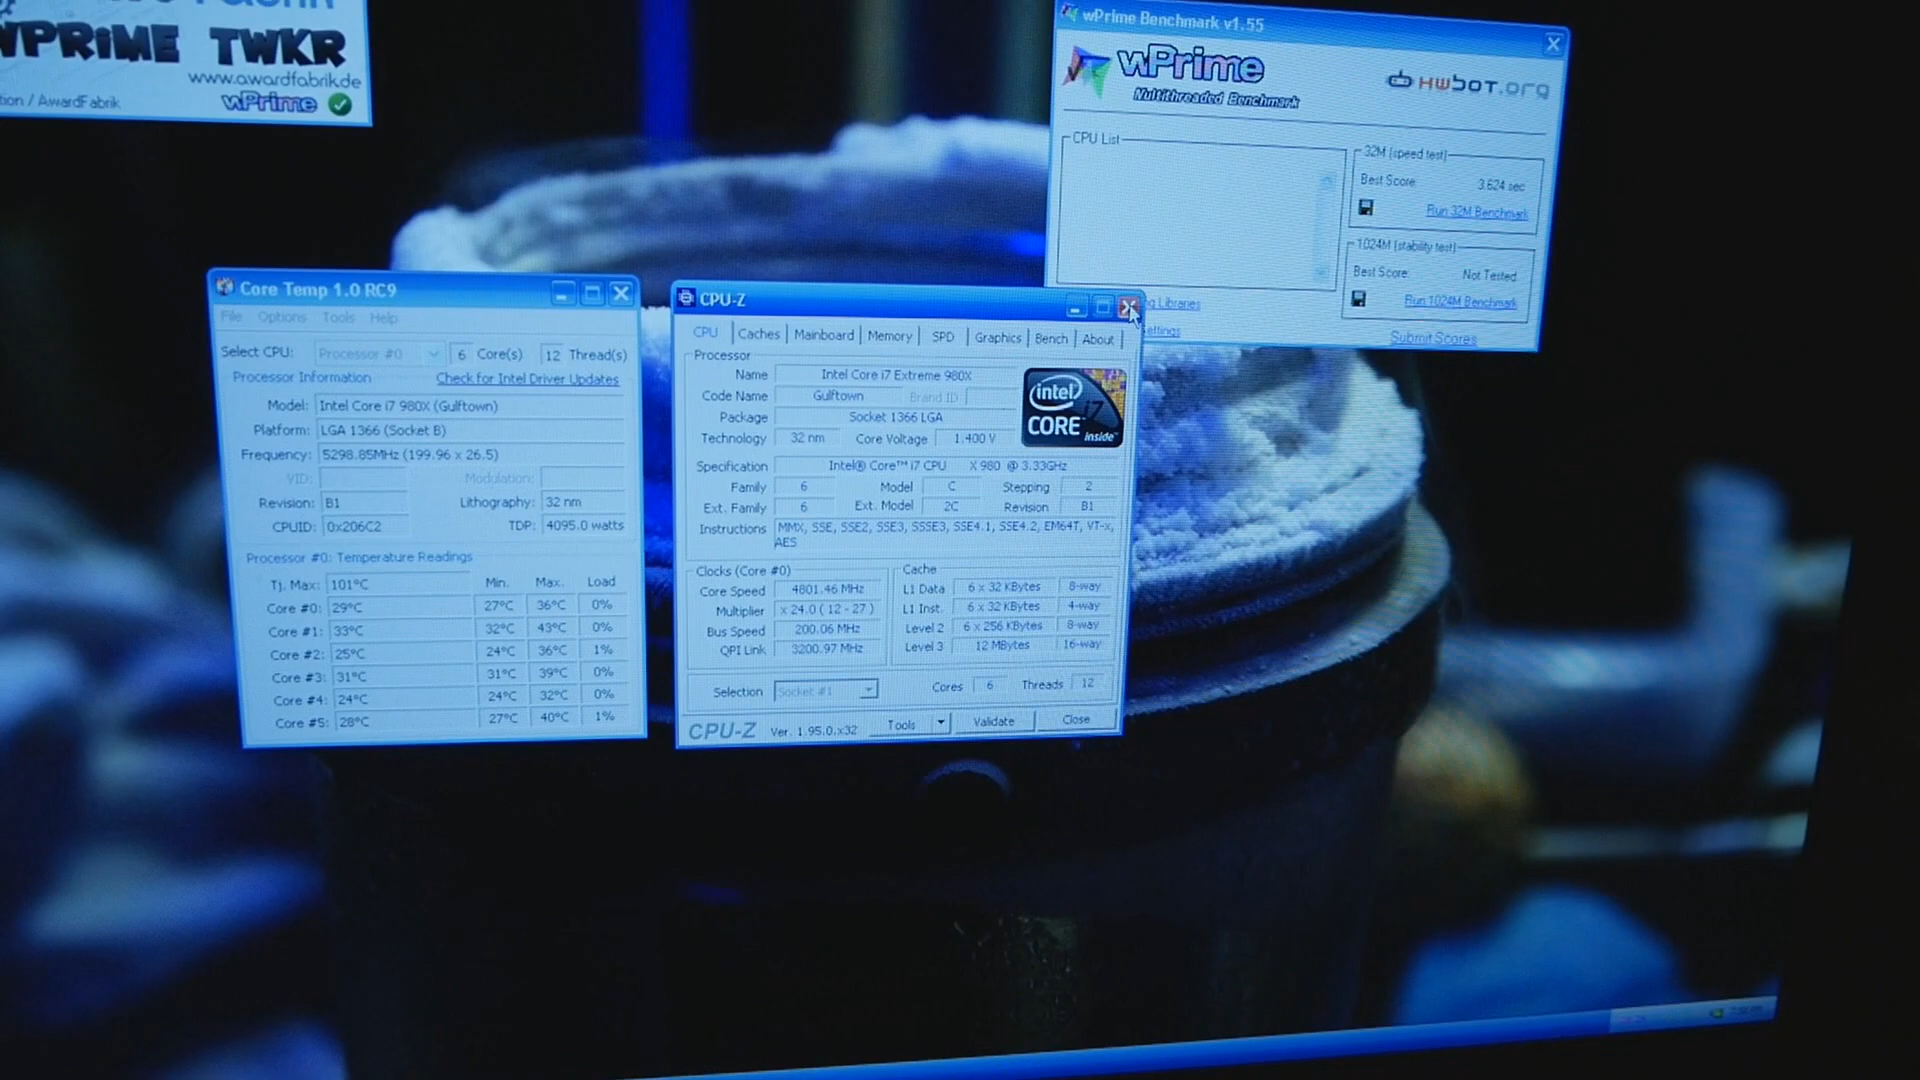 WPRiME TWKR
www.awardfabrik.de
tion / AwardFabrik wPrime
wPrime Benchmark v1.55
wPrime
Multithreaded Benchmark
HWBOT.org
CPU List
32M (speed test)
Best Score: 3.624 sec
Run 32M Benchmark
1024M (stability test)
Best Score: Not Tested
Run 1024M Benchmark
Libraries
ettings
Submit Scores
Core Temp 1.0 RC9
File Options Tools Help
Select CPU: Processor #0 6 Core(s) 12 Thread(s)
Processor Information Check for Intel Driver Updates
Model: Intel Core i7 980X (Gulftown)
Platform: LGA 1366 (Socket B)
Frequency: 5298.85MHz (199.96 x 26.5)
VID: Modulation:
Revision: B1 Lithography: 32 nm
CPUID: 0x206C2 TDP: 4095.0 watts
Processor #0: Temperature Readings
Tj. Max: 101°C Min. Max. Load
Core #0: 29°C 27°C 36°C 0%
Core #1: 33°C 32°C 43°C 0%
Core #2: 25°C 24°C 36°C 1%
Core #3: 31°C 31°C 39°C 0%
Core #4: 24°C 24°C 32°C 0%
Core #5: 28°C 27°C 40°C 1%
CPU-Z
CPU Caches Mainboard Memory SPD Graphics Bench About
Processor
Name Intel Core i7 Extreme 980X
Code Name Gulftown Brand ID
Package Socket 1366 LGA
Technology 32 nm Core Voltage 1.400 V
intel CORE i7 inside™
Specification Intel® Core™ i7 CPU X 980 @ 3.33GHz
Family 6 Model C Stepping 2
Ext. Family 6 Ext. Model 2C Revision B1
Instructions MMX, SSE, SSE2, SSE3, SSSE3, SSE4.1, SSE4.2, EM64T, VT-x,
AES
Clocks (Core #0)
Core Speed 4801.46 MHz
Multiplier x 24.0 ( 12 - 27 )
Bus Speed 200.06 MHz
QPI Link 3200.97 MHz
Cache
L1 Data 6 x 32 KBytes 8-way
L1 Inst. 6 x 32 KBytes 4-way
Level 2 6 x 256 KBytes 8-way
Level 3 12 MBytes 16-way
Selection Socket #1 Cores 6 Threads 12
CPU-Z Ver. 1.95.0.x32 Tools Validate Close